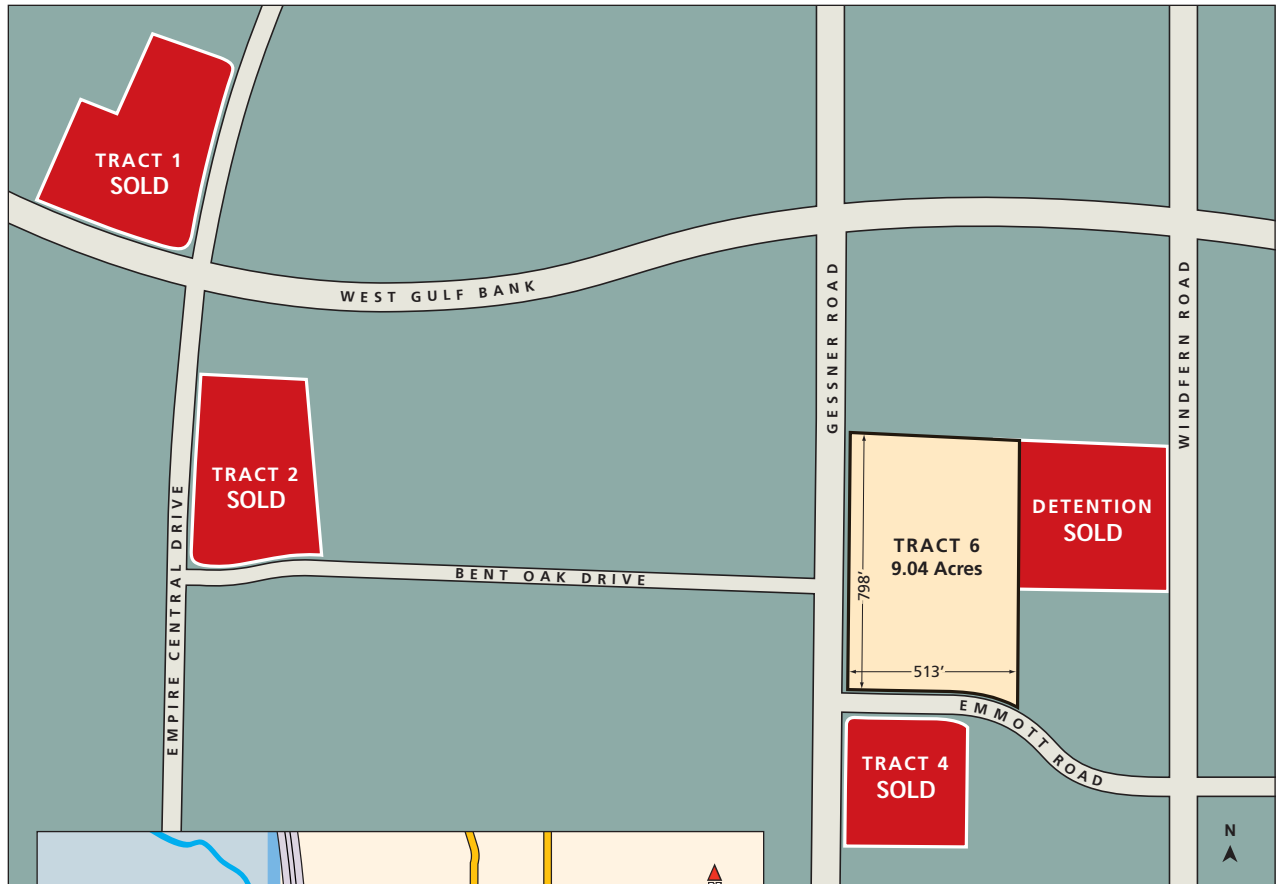 TRACT 1
SOLD
WEST GULF BANK
GESSNER ROAD
WINDFERN ROAD
TRACT 2
SOLD
EMPIRE CENTRAL DRIVE
BENT OAK DRIVE
TRACT 6
9.04 Acres
798’
513’
DETENTION
SOLD
EMMOTT ROAD
TRACT 4
SOLD
N